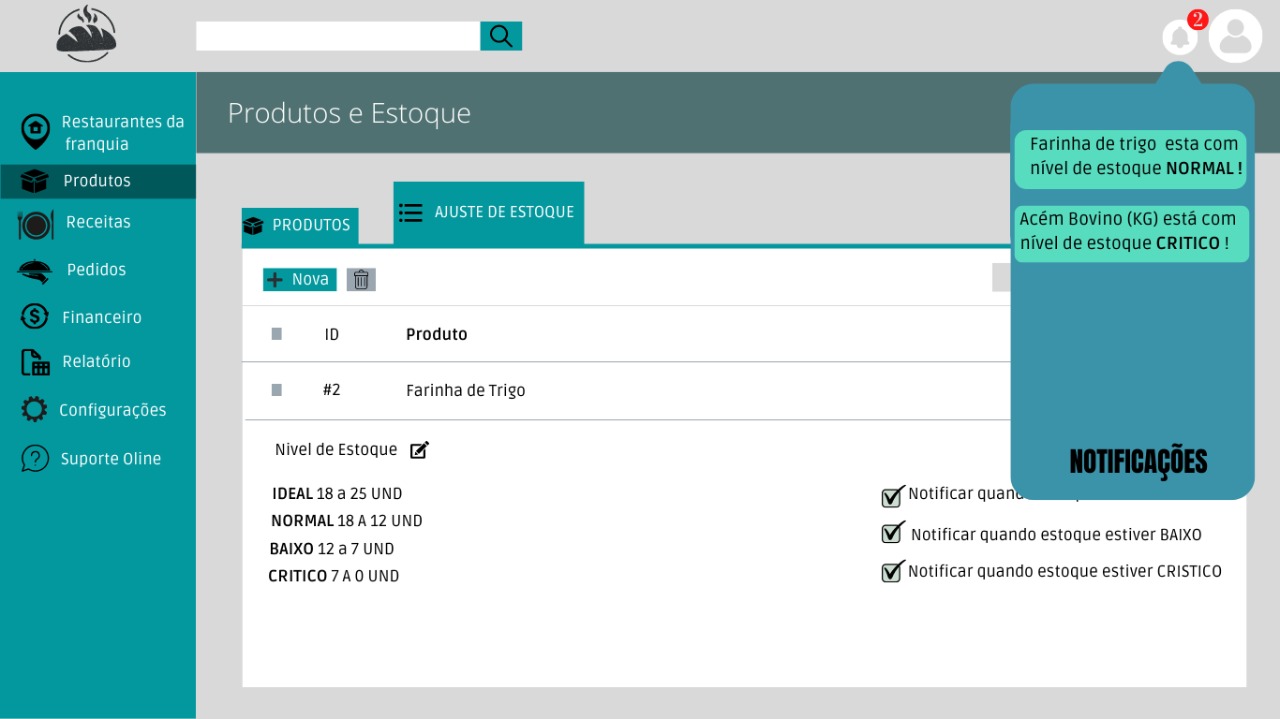 2
Produtos e Estoque
Restaurantes da
franquia
Produtos
Receitas
Pedidos
Financeiro
Relatório
Configurações
Suporte Oline
PRODUTOS
AJUSTE DE ESTOQUE
Nova
ID Produto
#2 Farinha de Trigo
Nivel de Estoque
IDEAL 18 a 25 UND
NORMAL 18 A 12 UND
BAIXO 12 a 7 UND
CRITICO 7 A 0 UND
Notificar
Notificar quando estoque estiver BAIXO
Notificar quando estoque estiver CRISTICO
Farinha de trigo esta com
nível de estoque NORMAL !
Acém Bovino (KG) está com
nível de estoque CRITICO !
NOTIFICAÇÕES